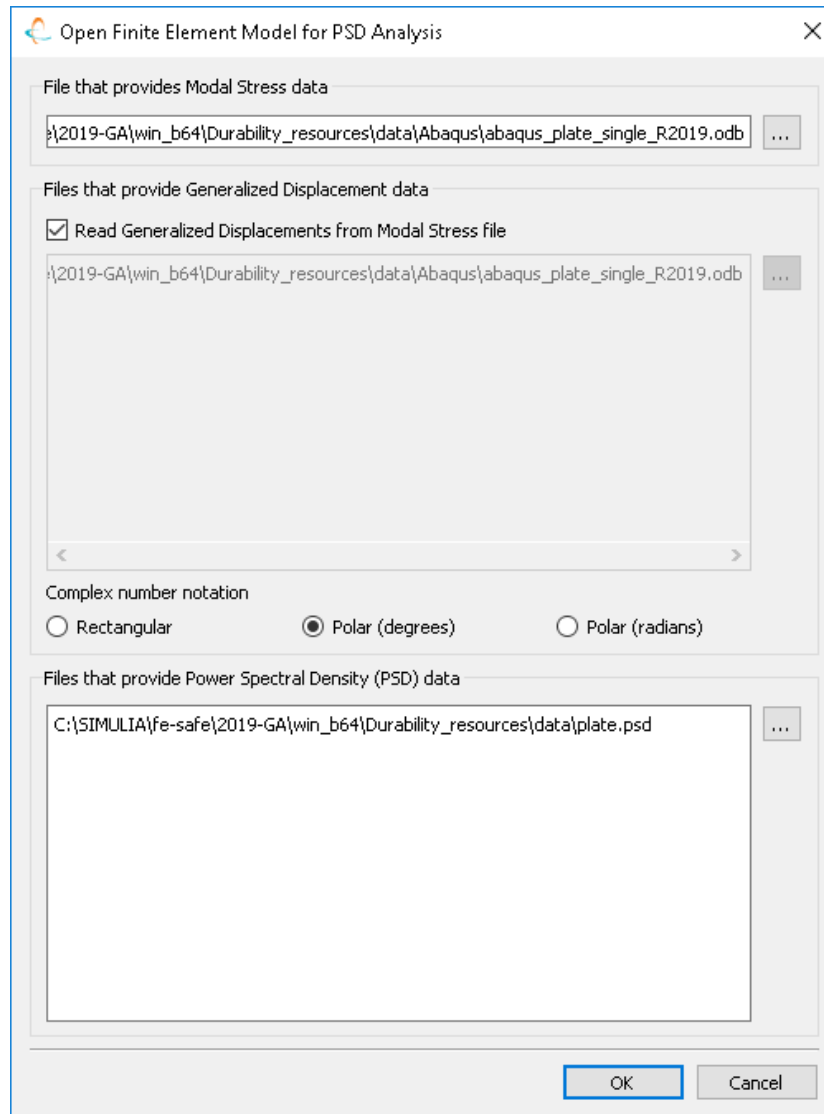 Open Finite Element Model for PSD Analysis
File that provides Modal Stress data
e\2019-GA\win_b64\Durability_resources\data\Abaqus\abaqus_plate_single_R2019.odb
...
Files that provide Generalized Displacement data
Read Generalized Displacements from Modal Stress file
\2019-GA\win_b64\Durability_resources\data\Abaqus\abaqus_plate_single_R2019.odb
...
Complex number notation
Rectangular Polar (degrees) Polar (radians)
Files that provide Power Spectral Density (PSD) data
C:\SIMULIA\fe-safe\2019-GA\win_b64\Durability_resources\data\plate.psd
...
OK Cancel